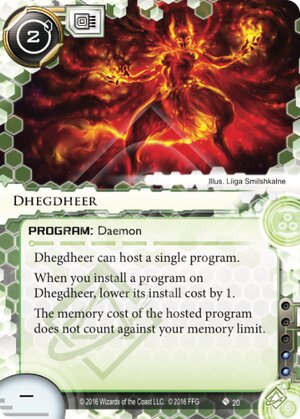 2
Illus. Liiga Smilshkalne
Dhegdheer
PROGRAM: Daemon
Dhegdheer can host a single program.
When you install a program on
Dhegdheer, lower its install cost by 1.
The memory cost of the hosted program
does not count against your memory limit.
–
© 2016 Wizards of the Coast LLC. © 2016 FFG
20